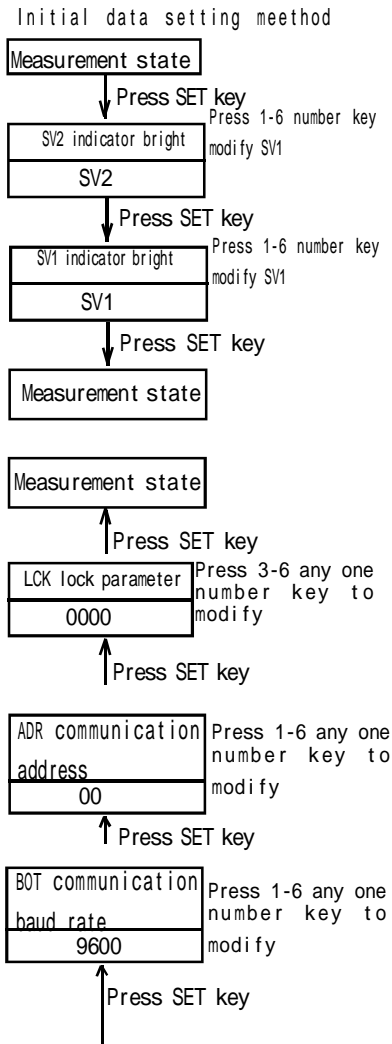 Initial data setting meethod
Measurement state
Press SET key
SV2 indicator bright
Press 1-6 number key
modify SV1
SV2
Press SET key
SV1 indicator bright
Press 1-6 number key
modify SV1
SV1
Press SET key
Measurement state
Measurement state
Press SET key
LCK lock parameter
Press 3-6 any one
number key to
modify
0000
Press SET key
ADR communication
address
Press 1-6 any one
number key to
modify
00
Press SET key
BOT communication
baud rate
Press 1-6 any one
number key to
modify
9600
Press SET key